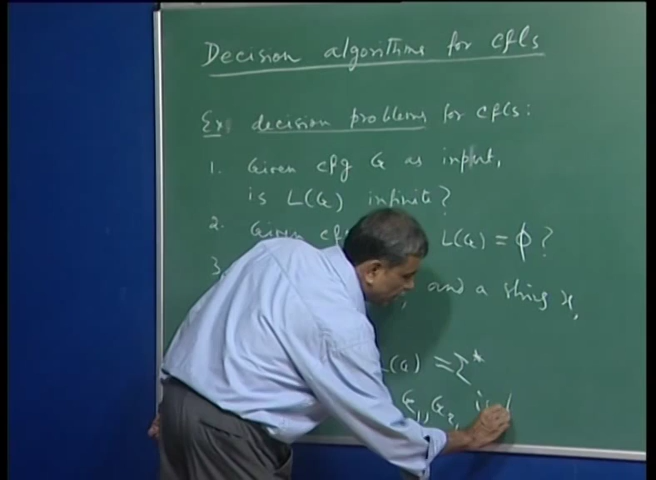 Decision algorithms for cfls
Ex: decision problems for cfls:
1. Given cfg G as input,
is L(G) infinite?
2. Given L(G) = φ?
3. and a string x,
L(G) = Σ*
G₁, G₂, is